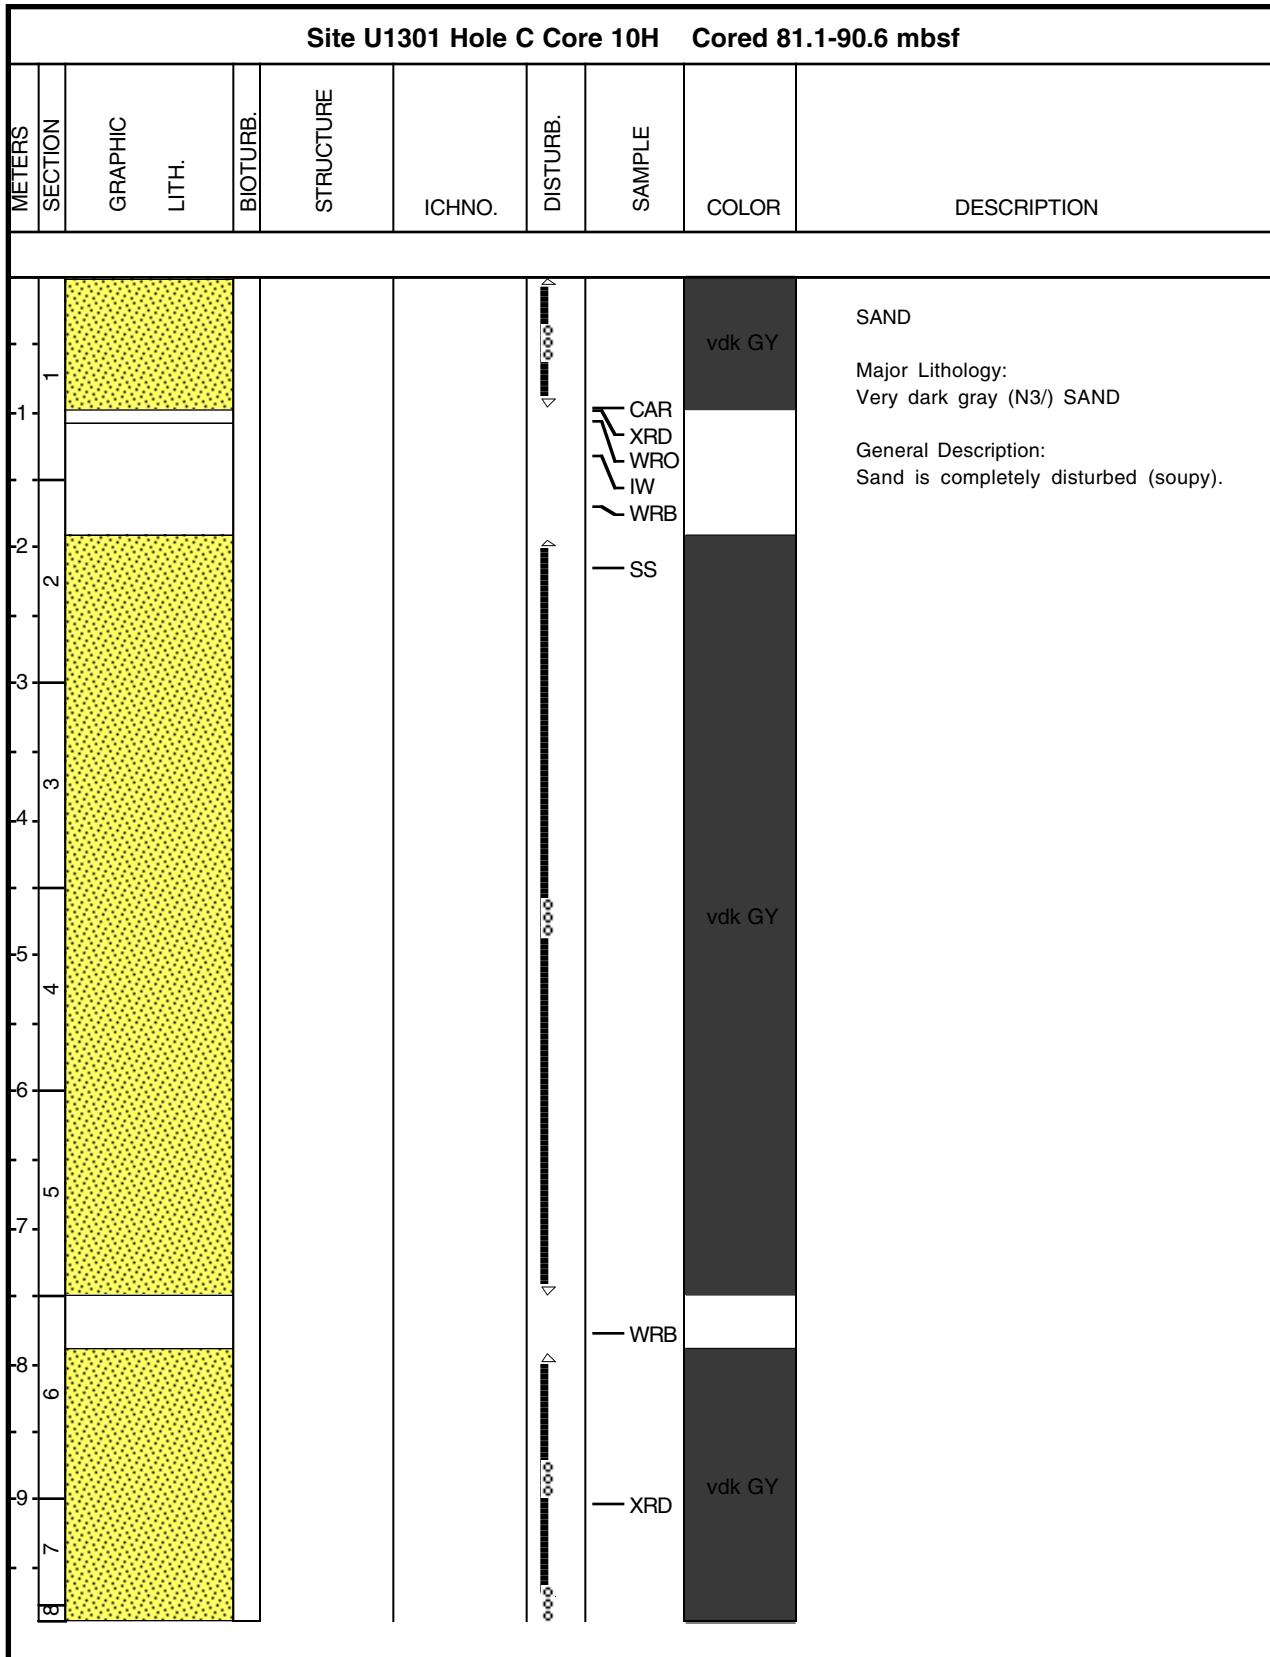 Site U1301 Hole C Core 10H Cored 81.1-90.6 mbsf
METERS
SECTION
GRAPHIC
LITH.
BIOTURB.
STRUCTURE
ICHNO.
DISTURB.
SAMPLE
COLOR
DESCRIPTION
1
2
3
4
5
6
7
8
9
1
2
3
4
5
6
7
8
CAR
XRD
WRO
IW
WRB
SS
WRB
XRD
vdk GY
vdk GY
vdk GY
SAND
Major Lithology:
Very dark gray (N3/) SAND
General Description:
Sand is completely disturbed (soupy).